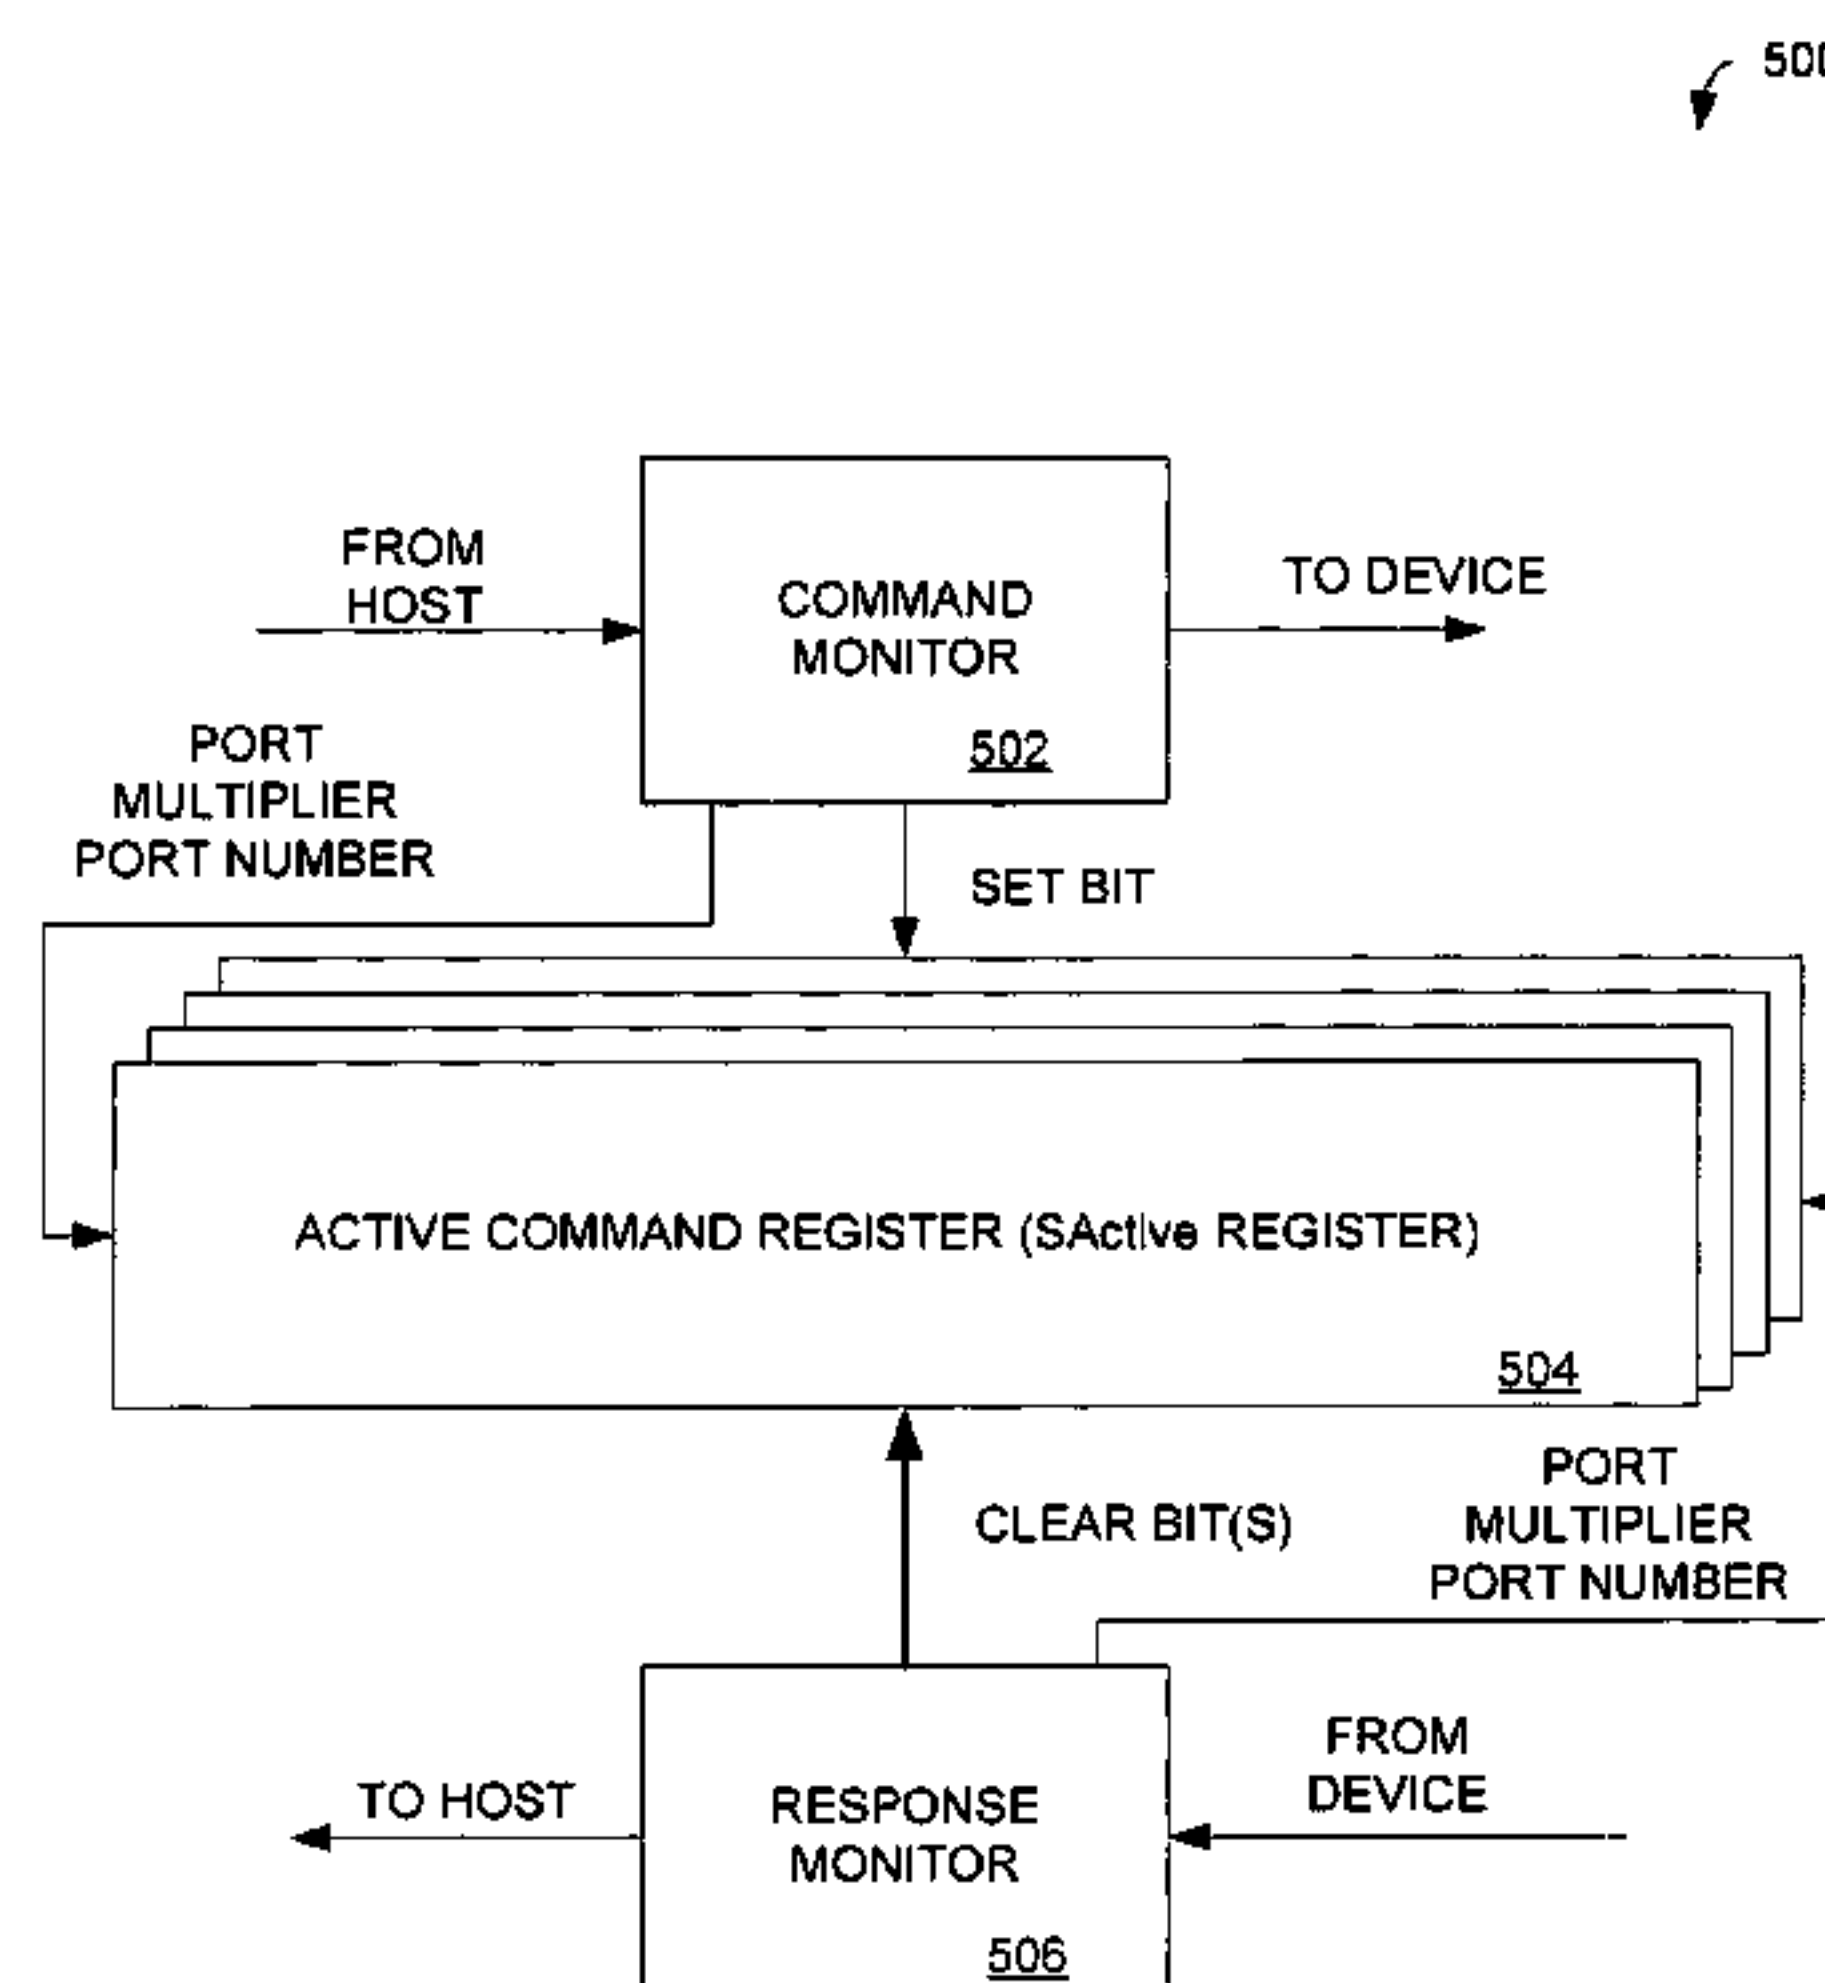 500
FROM
HOST
COMMAND
MONITOR
502
TO DEVICE
PORT
MULTIPLIER
PORT NUMBER
SET BIT
ACTIVE COMMAND REGISTER (SActive REGISTER)
504
CLEAR BIT(S)
PORT
MULTIPLIER
PORT NUMBER
TO HOST
RESPONSE
MONITOR
506
FROM
DEVICE